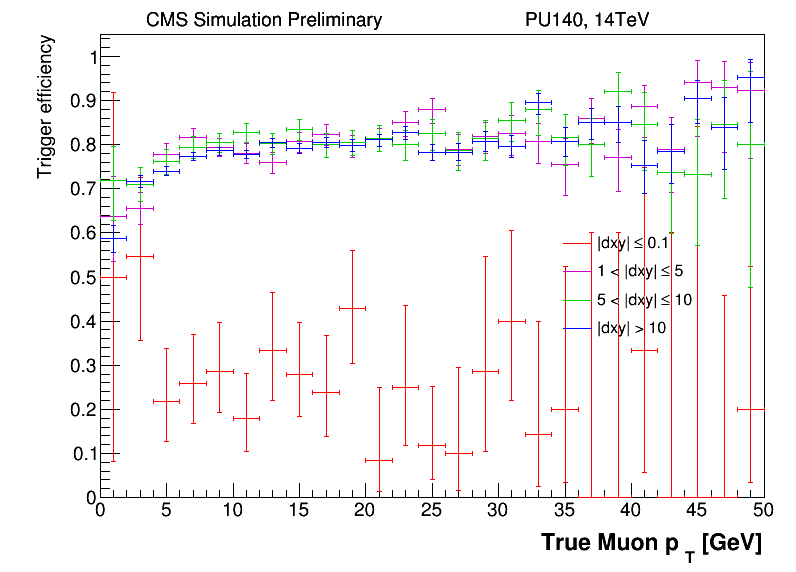 CMS Simulation Preliminary PU140, 14TeV
Trigger efficiency
1
0.9
0.8
0.7
0.6
0.5
0.4
0.3
0.2
0.1
0
|dxy| ≤ 0.1
1 < |dxy| ≤ 5
5 < |dxy| ≤ 10
|dxy| > 10
0 5 10 15 20 25 30 35 40 45 50
True Muon p T [GeV]